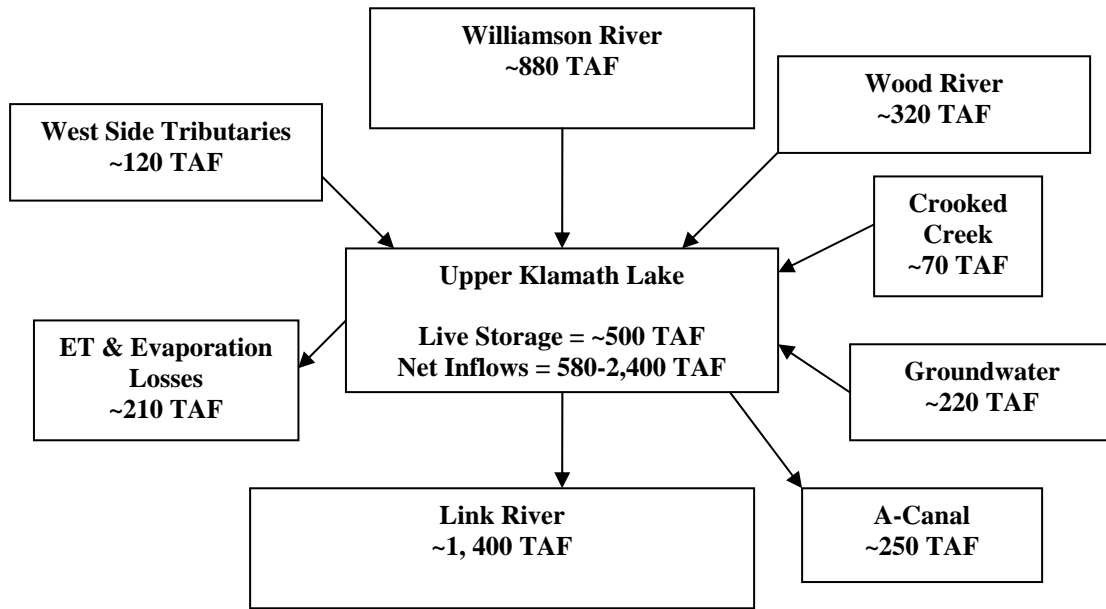 Williamson River
~880 TAF
Wood River
~320 TAF
West Side Tributaries
~120 TAF
Crooked
Creek
~70 TAF
Upper Klamath Lake
Live Storage = ~500 TAF
Net Inflows = 580-2,400 TAF
ET & Evaporation
Losses
~210 TAF
Groundwater
~220 TAF
Link River
~1, 400 TAF
A-Canal
~250 TAF